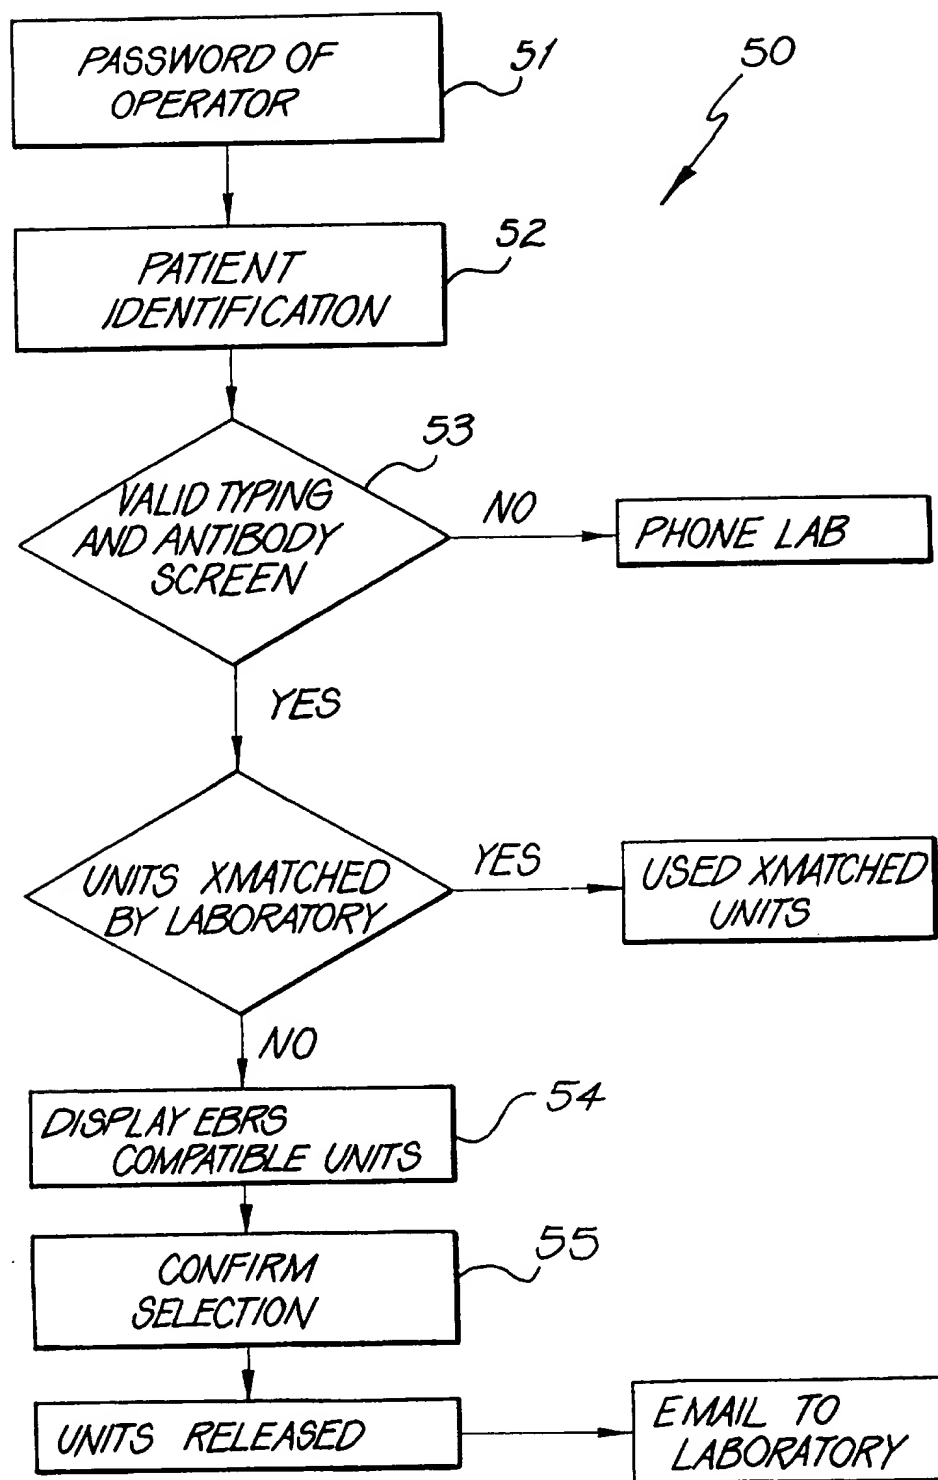 PASSWORD OF
OPERATOR
51
50
PATIENT
IDENTIFICATION
52
53
VALID TYPING
AND ANTIBODY
SCREEN
NO
PHONE LAB
YES
UNITS XMATCHED
BY LABORATORY
YES
USED XMATCHED
UNITS
NO
DISPLAY EBRS
COMPATIBLE UNITS
54
CONFIRM
SELECTION
55
UNITS RELEASED
EMAIL TO
LABORATORY